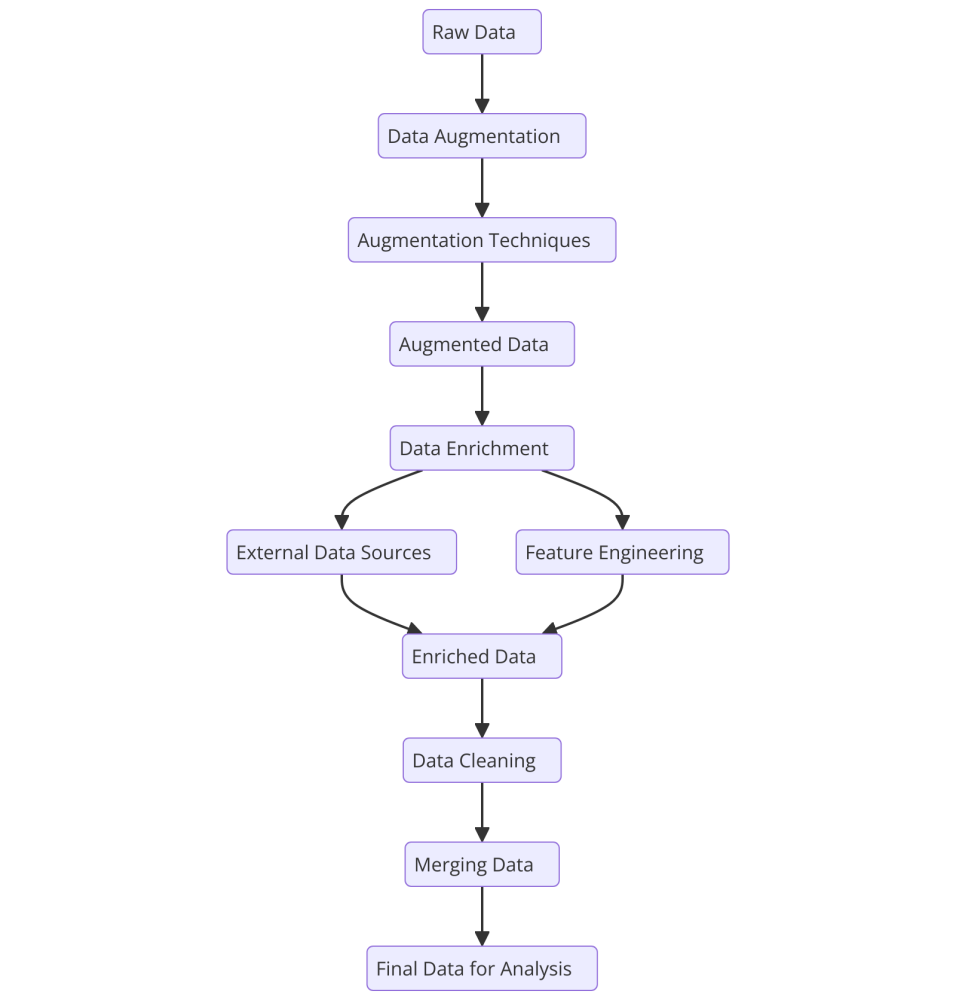 Raw Data
Data Augmentation
Augmentation Techniques
Augmented Data
Data Enrichment
External Data Sources
Feature Engineering
Enriched Data
Data Cleaning
Merging Data
Final Data for Analysis